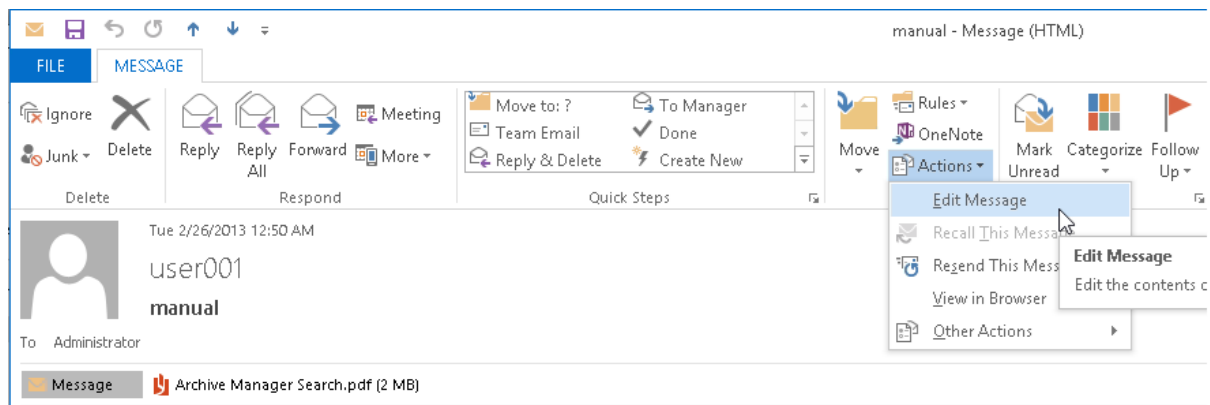 manual - Message (HTML)
FILE MESSAGE
Ignore
Junk
Delete
Reply
Reply All
Forward
Meeting
More
Move to: ?
To Manager
Team Email
Done
Reply & Delete
Create New
Move
Rules
OneNote
Actions
Mark Unread
Categorize
Follow Up
Delete
Respond
Quick Steps
Edit Message
Recall This Message
Resend This Mess
View in Browser
Other Actions
Edit Message
Edit the contents
Tue 2/26/2013 12:50 AM
user001
manual
To Administrator
Message
Archive Manager Search.pdf (2 MB)